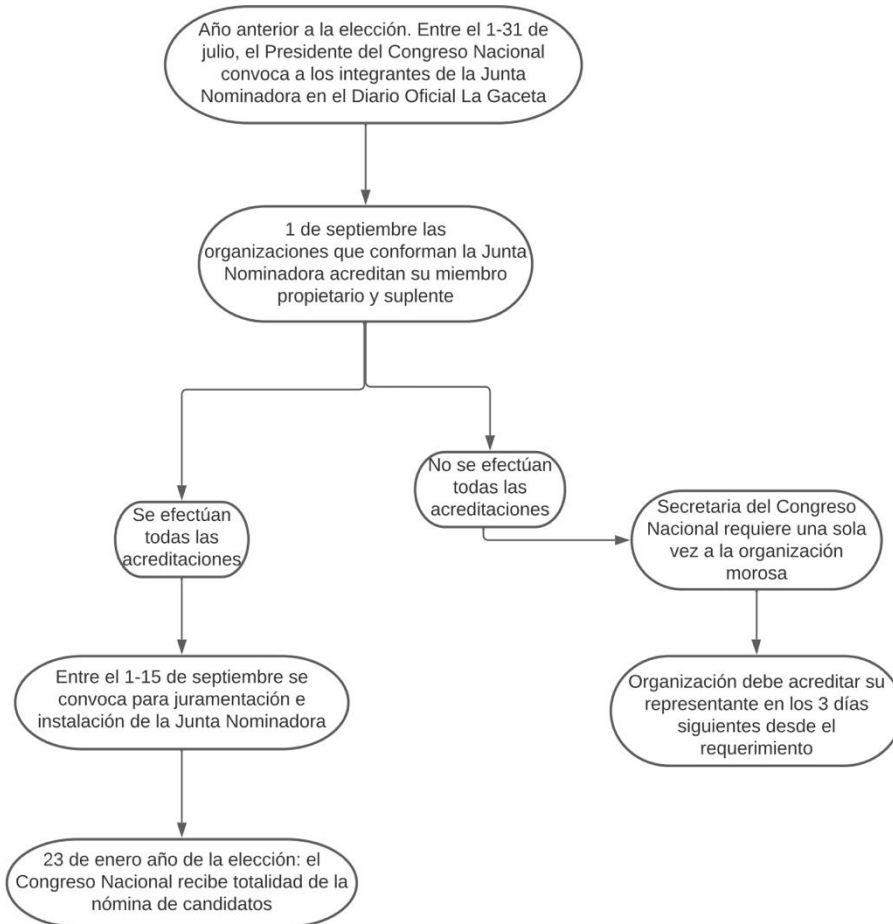 Año anterior a la elección. Entre el 1-31 de
julio, el Presidente del Congreso Nacional
convoca a los integrantes de la Junta
Nominadora en el Diario Oficial La Gaceta
1 de septiembre las
organizaciones que conforman la Junta
Nominadora acreditan su miembro
propietario y suplente
No se efectúan
todas las
acreditaciones
Se efectúan
todas las
acreditaciones
Secretaria del Congreso
Nacional requiere una sola
vez a la organización
morosa
Entre el 1-15 de septiembre se
convoca para juramentación e
instalación de la Junta Nominadora
Organización debe acreditar su
representante en los 3 días
siguientes desde el
requerimiento
23 de enero año de la elección: el
Congreso Nacional recibe totalidad de la
nómina de candidatos